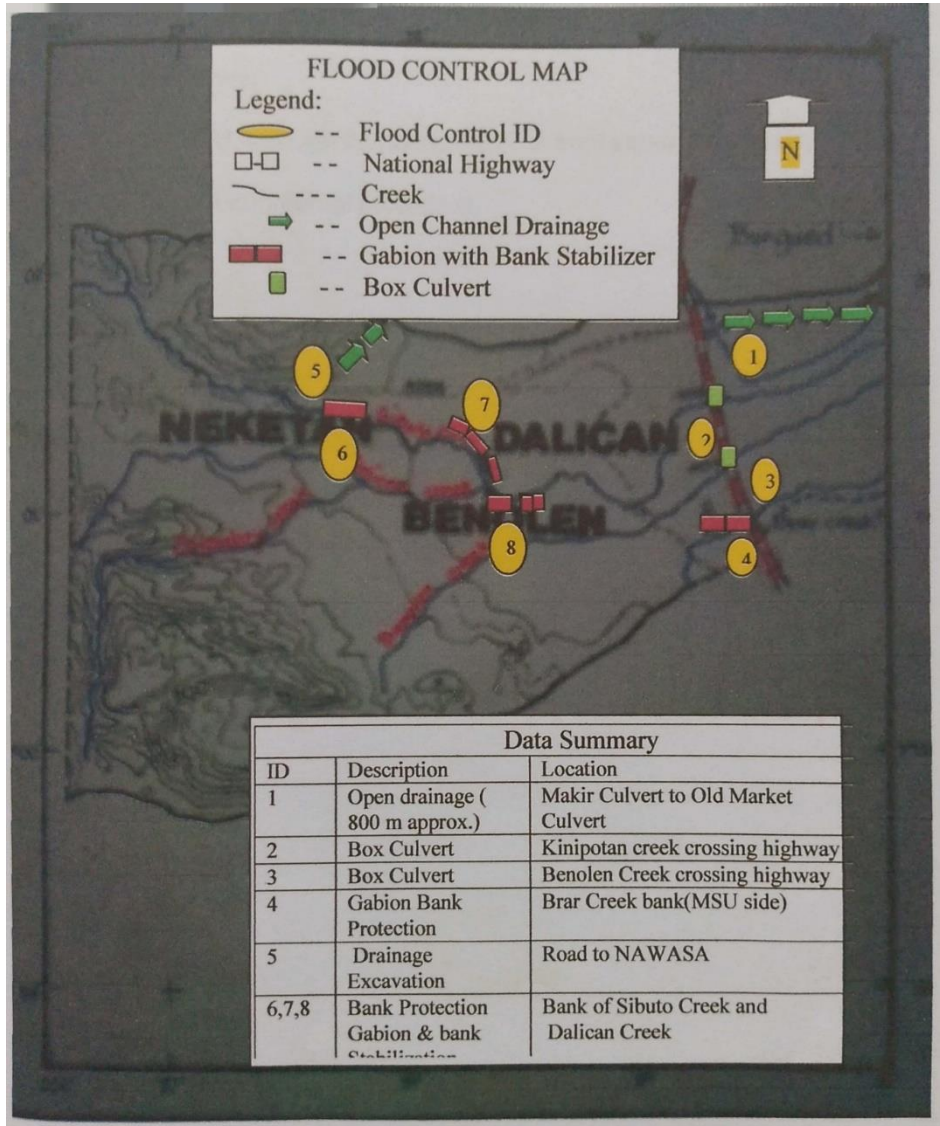 FLOOD CONTROL MAP
Legend:
-- Flood Control ID
-- National Highway
--- Creek
-- Open Channel Drainage
-- Gabion with Bank Stabilizer
-- Box Culvert
N
1
5
7
NEKETAN
DALICAN
2
6
3
BENOLEN
8
4
Data Summary
ID Description Location
1 Open drainage ( Makir Culvert to Old Market
800 m approx.) Culvert
2 Box Culvert Kinipotan creek crossing highway
3 Box Culvert Benolen Creek crossing highway
4 Gabion Bank Brar Creek bank(MSU side)
Protection
5 Drainage Road to NAWASA
Excavation
6,7,8 Bank Protection Bank of Sibuto Creek and
Gabion & bank Dalican Creek